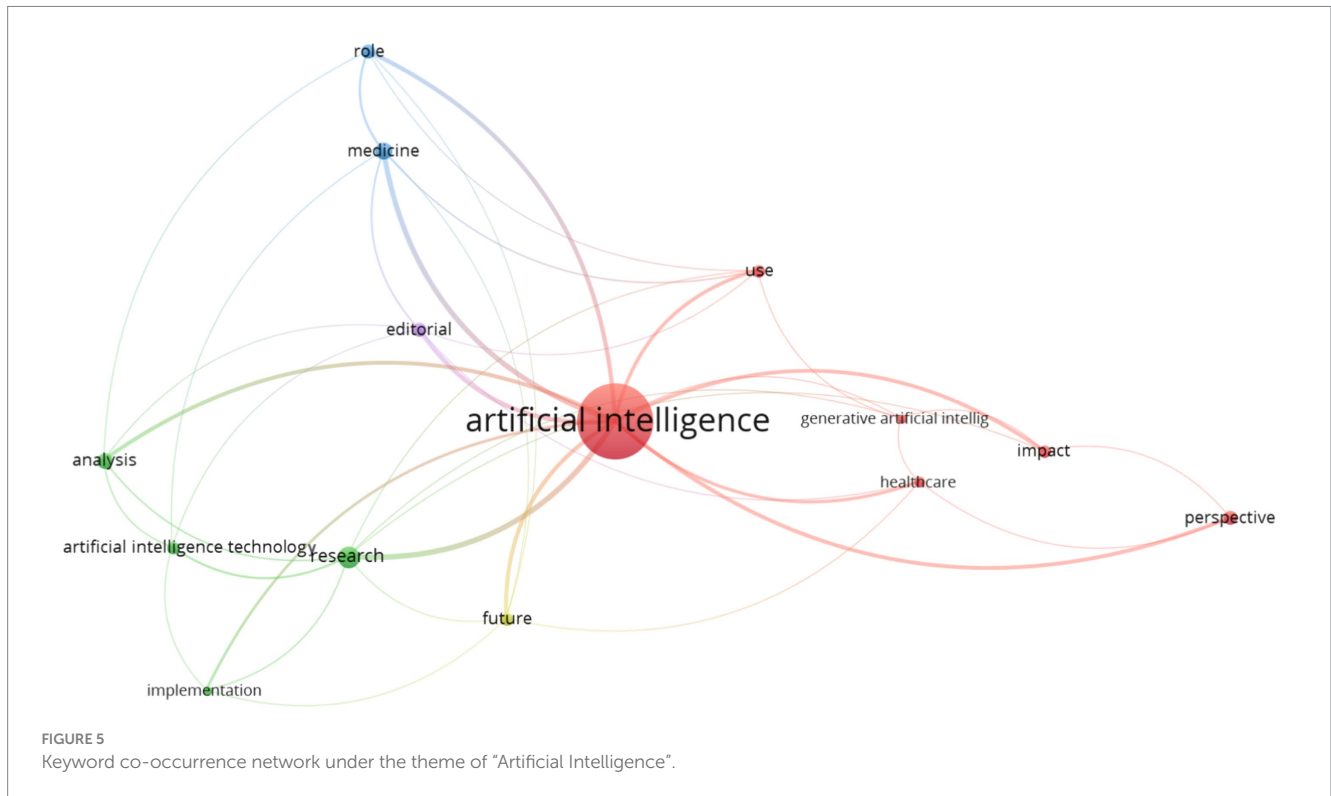 role
medicine
use
editorial
artificial intelligence
generative artificial intellig
impact
analysis
healthcare
perspective
artificial intelligence technology
research
future
implementation
FIGURE 5
Keyword co-occurrence network under the theme of “Artificial Intelligence”.